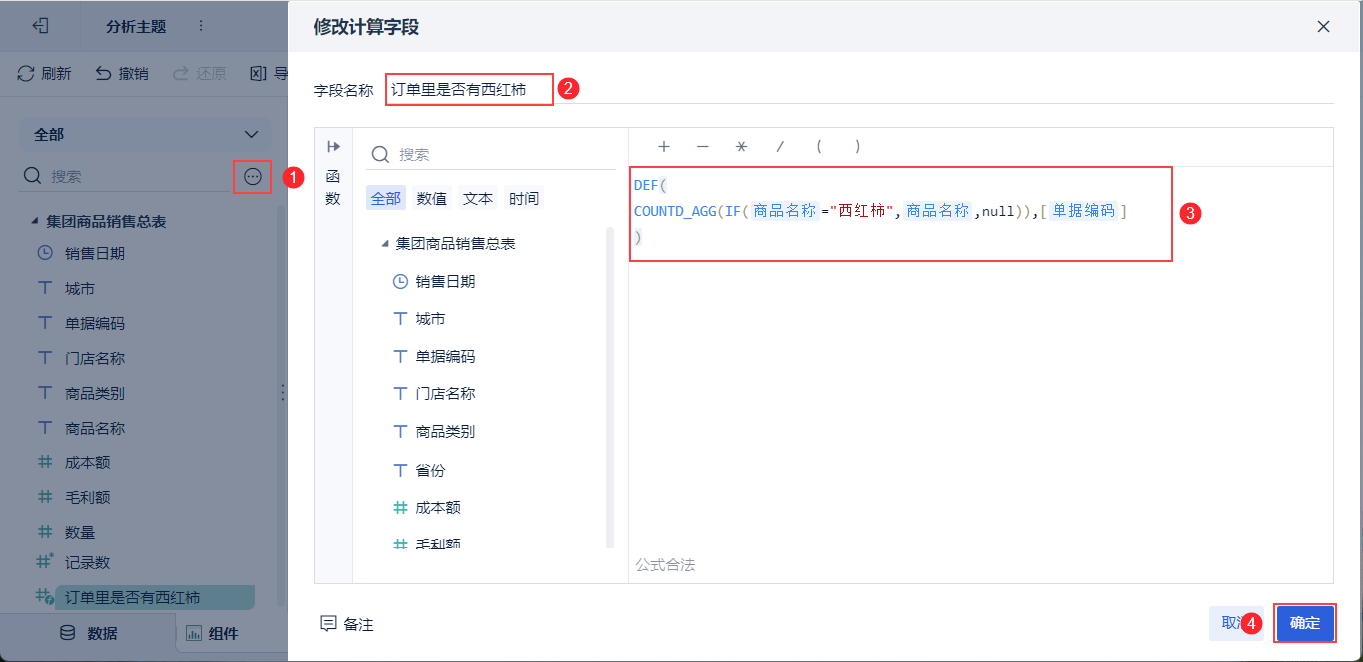 分析主题
修改计算字段
刷新
撤销
还原
导
字段名称
订单里是否有西红柿
2
全部
搜索
1
函数
搜索
全部 数值 文本 时间
DEF(
COUNTD_AGG(IF(商品名称="西红柿",商品名称,null)),[单据编码]
)
3
集团商品销售总表
销售日期
城市
单据编码
门店名称
商品类别
商品名称
成本额
毛利额
数量
记录数
订单里是否有西红柿
集团商品销售总表
销售日期
城市
单据编码
门店名称
商品类别
省份
成本额
毛利额
公式合法
数据
组件
备注
取
4
确定